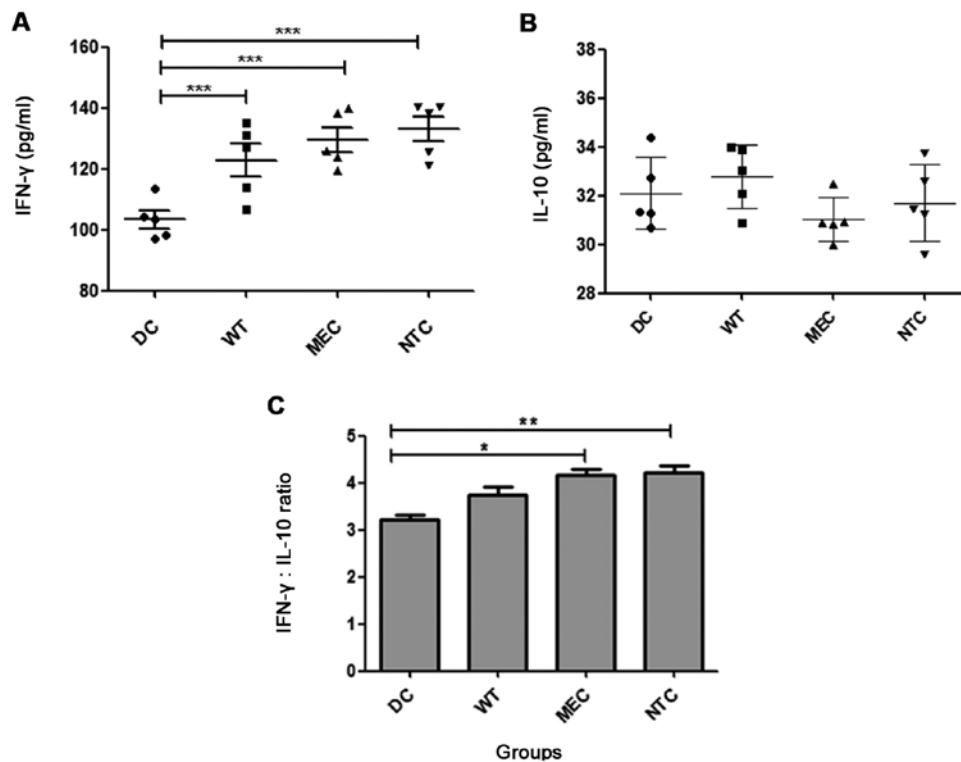 A
IFN-γ (pg/ml)
160
140
120
100
80
***
***
***
DC
WT
MEC
NTC
B
IL-10 (pg/ml)
38
36
34
32
30
28
DC
WT
MEC
NTC
C
IFN-γ : IL-10 ratio
5
4
3
2
1
0
**
*
DC
WT
MEC
NTC
Groups